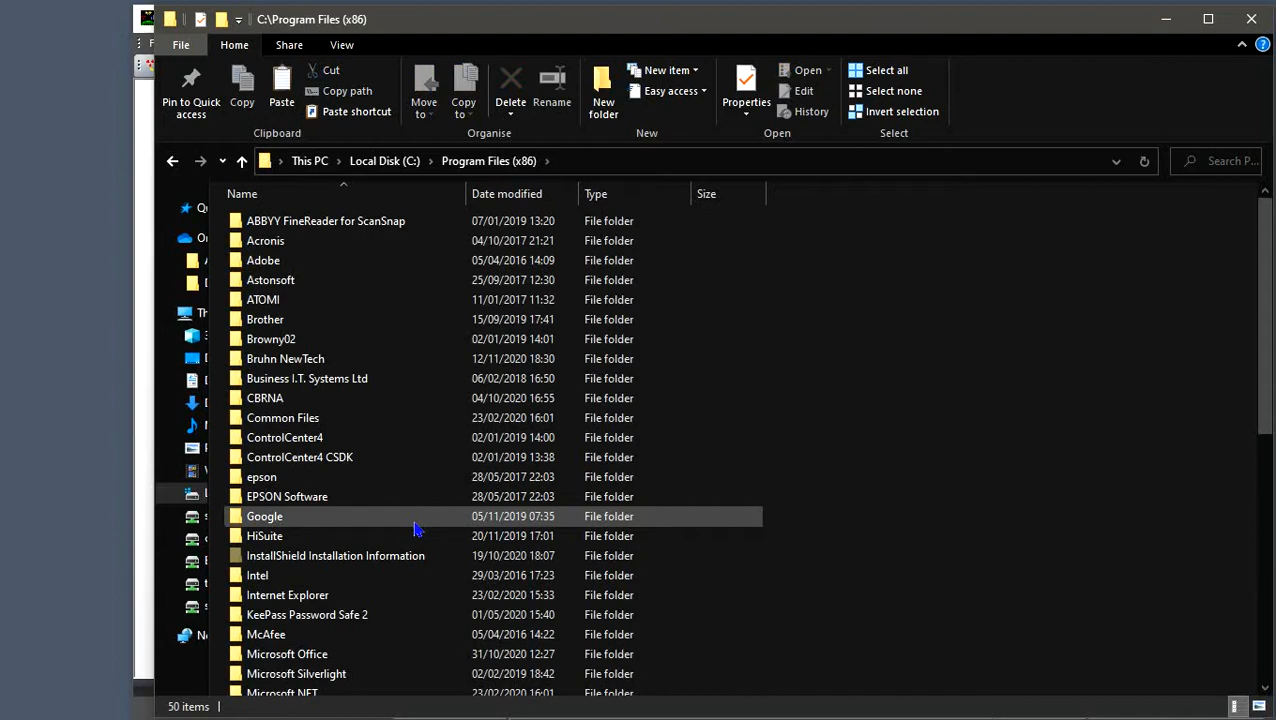 C:\Program Files (x86)
File Home Share View
Pin to Quick access
Copy
Paste
Cut
Copy path
Paste shortcut
Clipboard
Move to
Copy to
Delete
Rename
Organise
New folder
New item
Easy access
New
Properties
Open
Edit
History
Open
Select all
Select none
Invert selection
Select
This PC Local Disk (C:) Program Files (x86)
Search P...
Name Date modified Type Size
ABBYY FineReader for ScanSnap 07/01/2019 13:20 File folder
Acronis 04/10/2017 21:21 File folder
Adobe 05/04/2016 14:09 File folder
Astonsoft 25/09/2017 12:30 File folder
ATOMI 11/01/2017 11:32 File folder
Brother 15/09/2019 17:41 File folder
Browny02 02/01/2019 14:01 File folder
Bruhn NewTech 12/11/2020 18:30 File folder
Business I.T. Systems Ltd 06/02/2018 16:50 File folder
CBRNA 04/10/2020 16:55 File folder
Common Files 23/02/2020 16:01 File folder
ControlCenter4 02/01/2019 14:00 File folder
ControlCenter4 CSDK 02/01/2019 13:38 File folder
epson 28/05/2017 22:03 File folder
EPSON Software 28/05/2017 22:03 File folder
Google 05/11/2019 07:35 File folder
HiSuite 20/11/2019 17:01 File folder
InstallShield Installation Information 19/10/2020 18:07 File folder
Intel 29/03/2016 17:23 File folder
Internet Explorer 23/02/2020 15:33 File folder
KeePass Password Safe 2 01/05/2020 15:40 File folder
McAfee 05/04/2016 14:22 File folder
Microsoft Office 31/10/2020 12:27 File folder
Microsoft Silverlight 02/02/2019 18:42 File folder
Microsoft.NET 23/02/2020 16:01 File folder
50 items